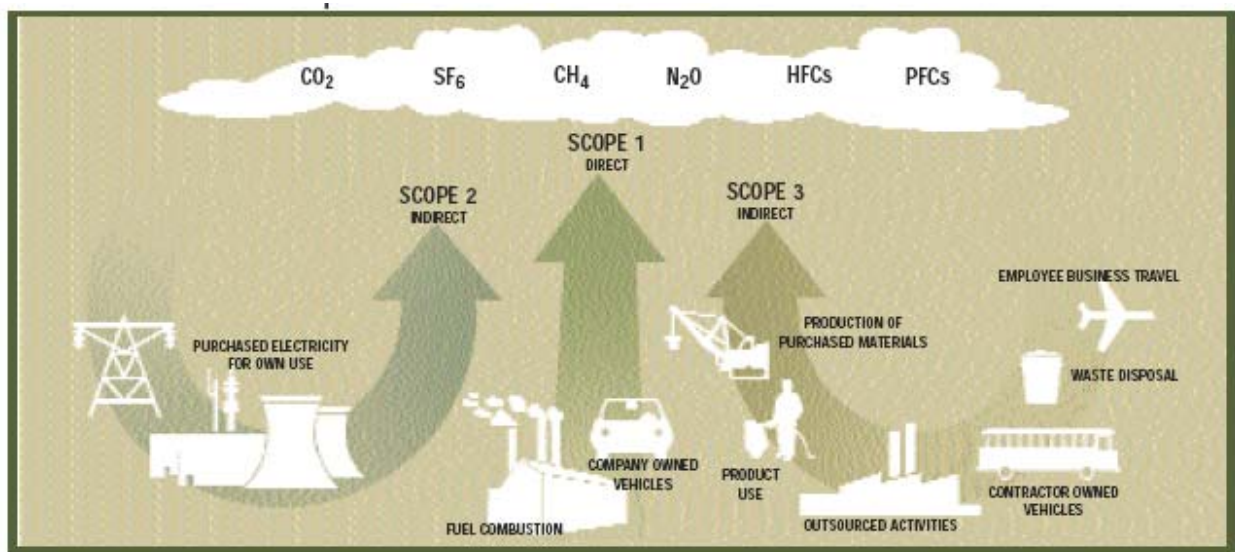 CO2
SF6
CH4
N2O
HFCs
PFCs
SCOPE 1
DIRECT
SCOPE 2
INDIRECT
SCOPE 3
INDIRECT
EMPLOYEE BUSINESS TRAVEL
PURCHASED ELECTRICITY
FOR OWN USE
PRODUCTION OF
PURCHASED MATERIALS
WASTE DISPOSAL
COMPANY OWNED
VEHICLES
PRODUCT
USE
CONTRACTOR OWNED
VEHICLES
FUEL COMBUSTION
OUTSOURCED ACTIVITIES